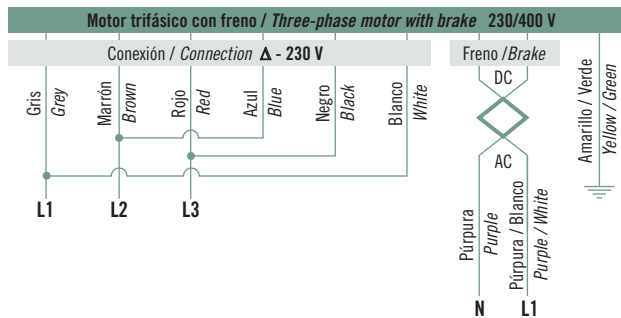 Motor trifásico con freno / Three-phase motor with brake 230/400 V
Conexión / Connection Δ - 230 V
Freno /Brake
Gris
Grey
Marrón
Brown
Rojo
Red
Azul
Blue
Negro
Black
Blanco
White
DC
AC
Amarillo / Verde
Yellow / Green
L1
L2
L3
Púrpura
Purple
Púrpura / Blanco
Purple / White
N
L1